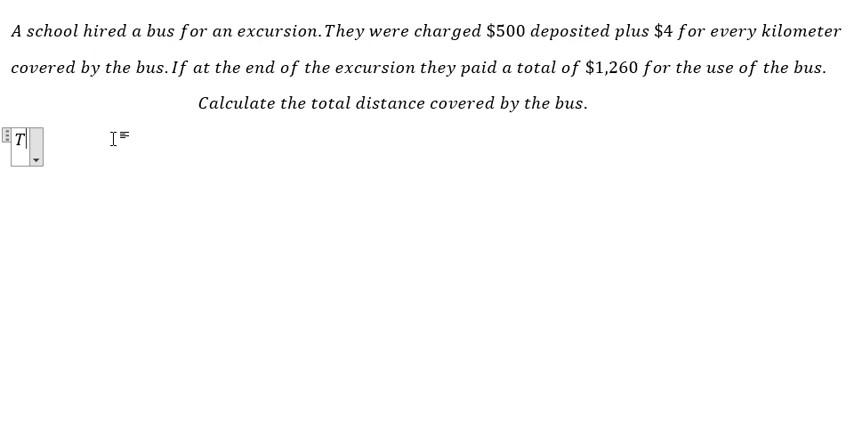 A school hired a bus for an excursion. They were charged $500 deposited plus $4 for every kilometer
covered by the bus. If at the end of the excursion they paid a total of $1,260 for the use of the bus.
Calculate the total distance covered by the bus.
T